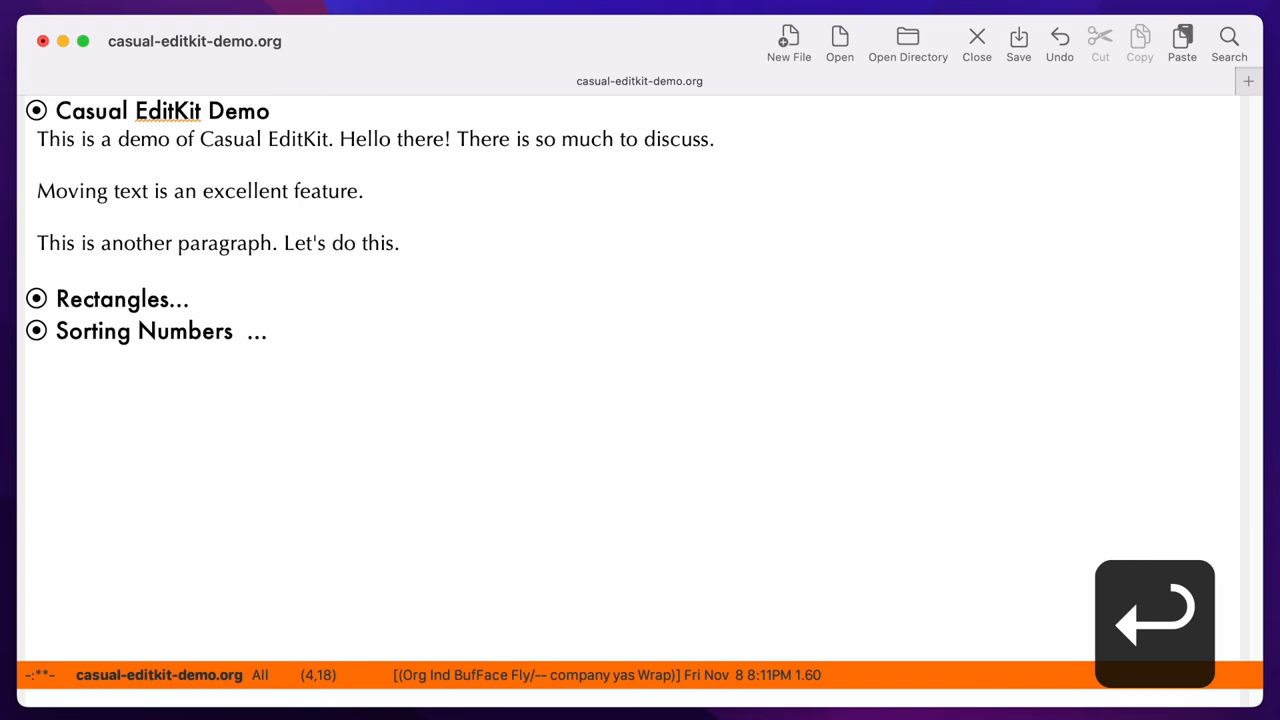 casual-editkit-demo.org
New File Open Open Directory Close Save Undo Cut Copy Paste Search
casual-editkit-demo.org
Casual EditKit Demo
This is a demo of Casual EditKit. Hello there! There is so much to discuss.
Moving text is an excellent feature.
This is another paragraph. Let's do this.
Rectangles...
Sorting Numbers ...
-:**- casual-editkit-demo.org All (4,18) [(Org Ind BufFace Fly/-- company yas Wrap)] Fri Nov 8 8:11PM 1.60